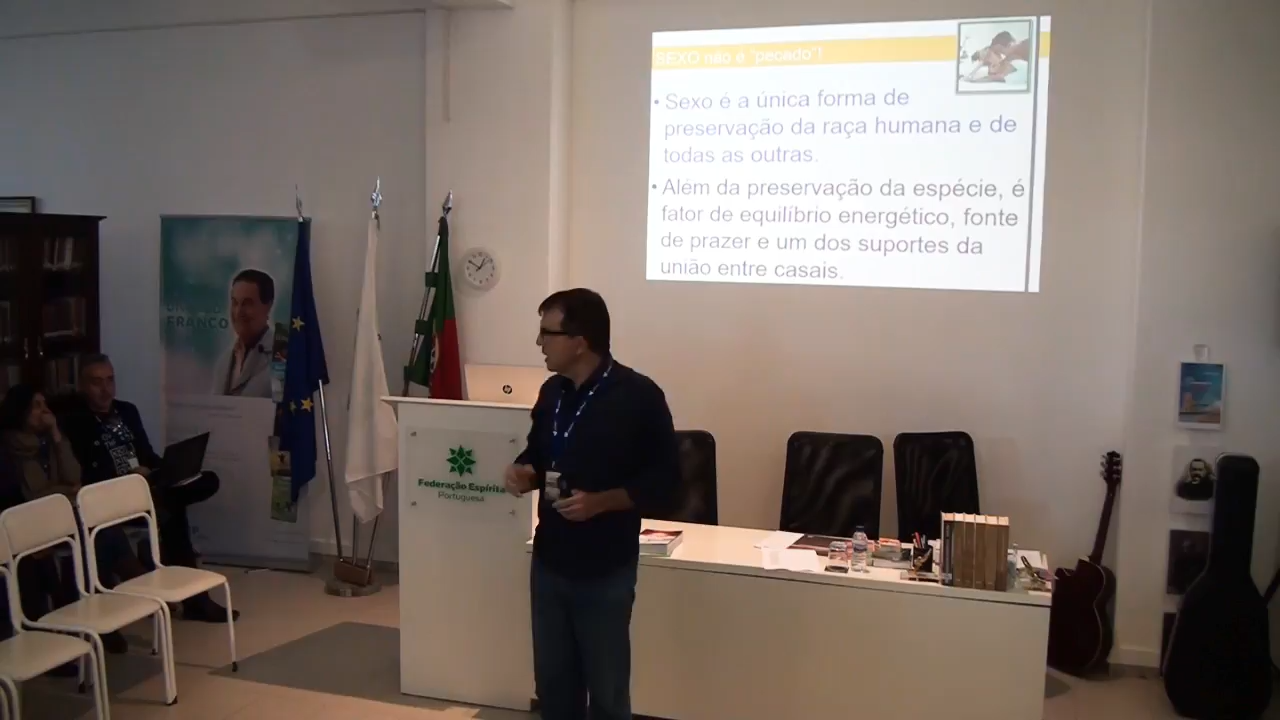 SEXO não é "pecado"!
• Sexo é a única forma de
preservação da raça humana e de
todas as outras.
• Além da preservação da espécie, é
fator de equilíbrio energético, fonte
de prazer e um dos suportes da
união entre casais.
FRANCO
hp
Federação Espírita
Portuguesa